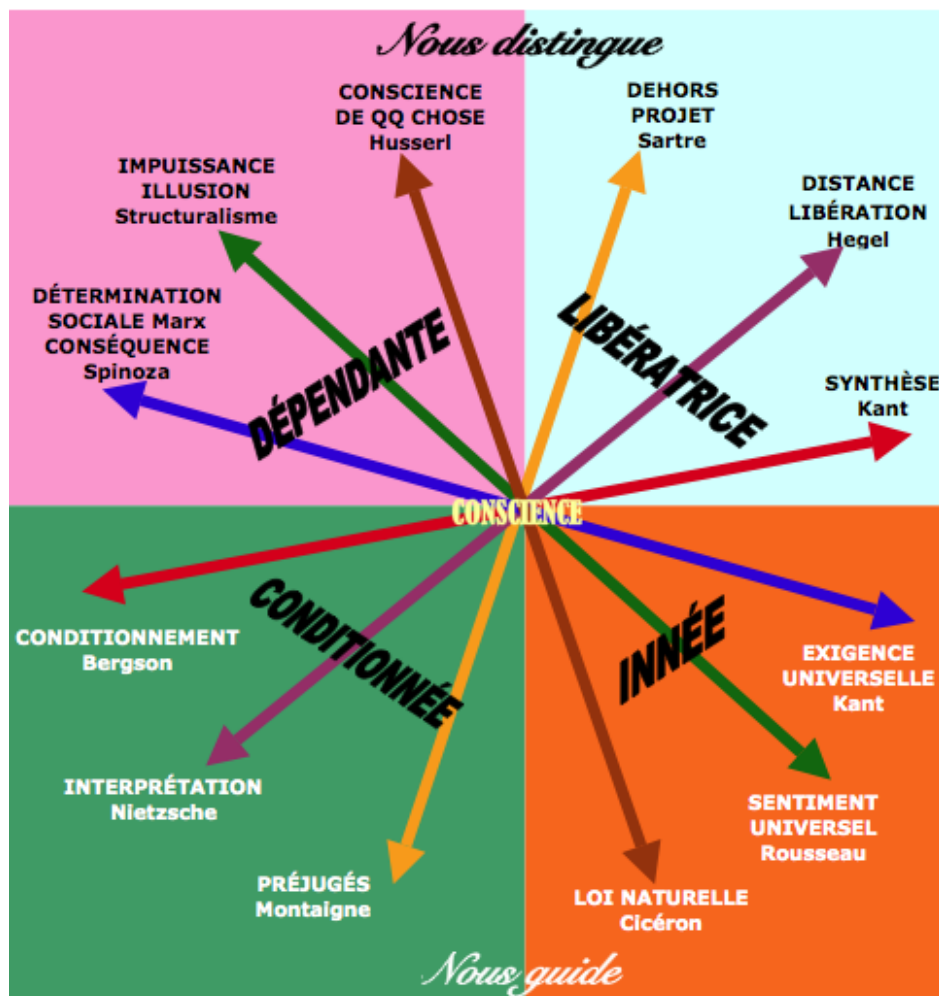 Nous distingue
CONSCIENCE
DE QQ CHOSE
Husserl
DEHORS
PROJET
Sartre
IMPUISSANCE
ILLUSION
Structuralisme
DISTANCE
LIBÉRATION
Hegel
DÉTERMINATION
SOCIALE Marx
CONSÉQUENCE
Spinoza
DÉPENDANTE
LIBÉRATRICE
SYNTHÈSE
Kant
CONSCIENCE
CONDITIONNEMENT
Bergson
CONDITIONNÉE
INNÉE
EXIGENCE
UNIVERSELLE
Kant
INTERPRÉTATION
Nietzsche
SENTIMENT
UNIVERSEL
Rousseau
PRÉJUGÉS
Montaigne
LOI NATURELLE
Cicéron
Nous guide